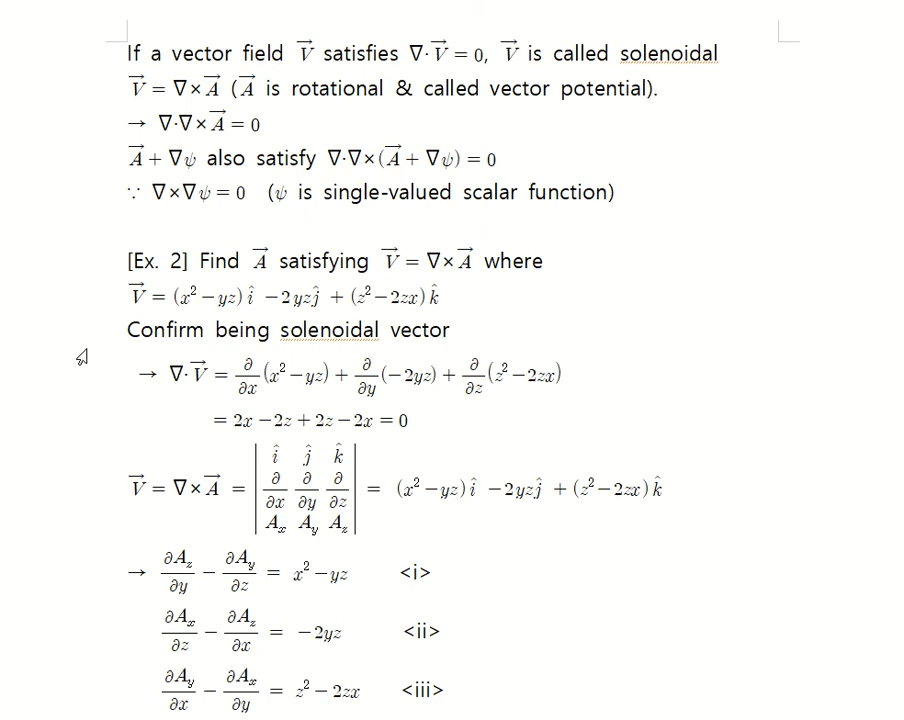 If a vector field V⃗ satisfies ∇·V⃗ = 0, V⃗ is called solenoidal
V⃗ = ∇×A⃗ (A⃗ is rotational & called vector potential).
→ ∇·∇×A⃗ = 0
A⃗ + ∇ψ also satisfy ∇·∇×(A⃗ + ∇ψ) = 0
∵ ∇×∇ψ = 0 (ψ is single-valued scalar function)
[Ex. 2] Find A⃗ satisfying V⃗ = ∇×A⃗ where
V⃗ = (x² − yz) î − 2yzĵ + (z² − 2zx) k̂
Confirm being solenoidal vector
→ ∇·V⃗ = ∂/∂x (x² − yz) + ∂/∂y (− 2yz) + ∂/∂z (z² − 2zx)
= 2x − 2z + 2z − 2x = 0
V⃗ = ∇×A⃗ = | î ĵ k̂ ; ∂/∂x ∂/∂y ∂/∂z ; Aₓ A_y A_z | = (x² − yz) î − 2yzĵ + (z² − 2zx) k̂
→ ∂A_z/∂y − ∂A_y/∂z = x² − yz <i>
∂Aₓ/∂z − ∂A_z/∂x = − 2yz <ii>
∂A_y/∂x − ∂Aₓ/∂y = z² − 2zx <iii>